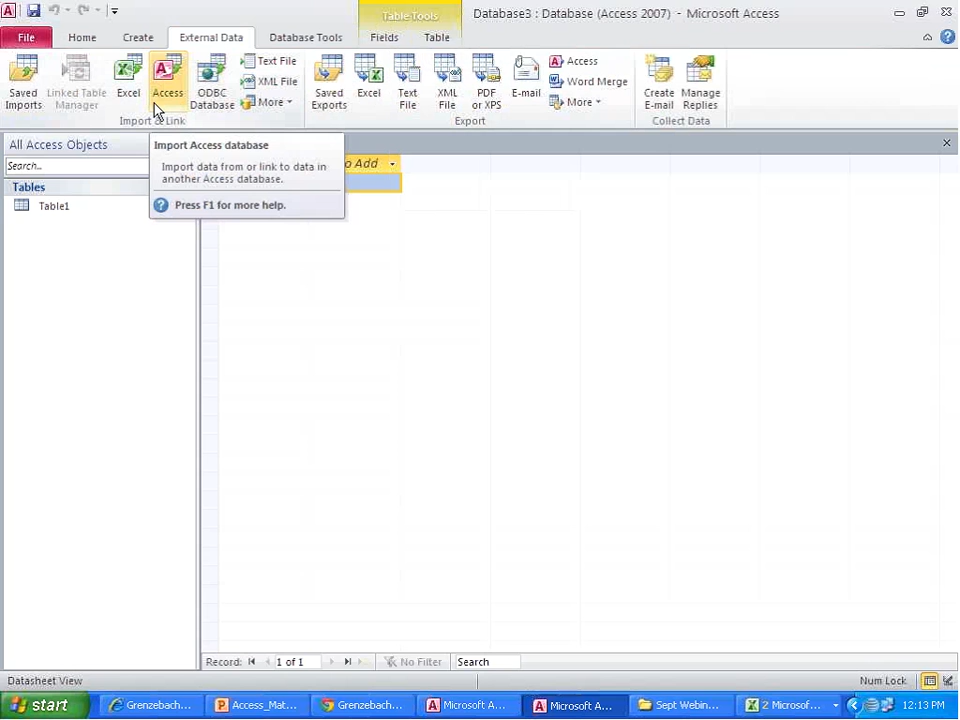 Table Tools
Database3 : Database (Access 2007) - Microsoft Access
File Home Create External Data Database Tools Fields Table
Saved Imports
Linked Table Manager
Excel
Access
ODBC Database
Text File
XML File
More
Import & Link
Saved Exports
Excel
Text File
XML File
PDF or XPS
E-mail
Access
Word Merge
More
Export
Create E-mail
Manage Replies
Collect Data
All Access Objects
Search...
Tables
Table1
Import Access database
Import data from or link to data in
another Access database.
Press F1 for more help.
o Add
Record: 1 of 1 No Filter Search
Datasheet View Num Lock
start Grenzebach... Access_Mat... Grenzebach... Microsoft A... Microsoft A... Sept Webin... 2 Microsof... 12:13 PM